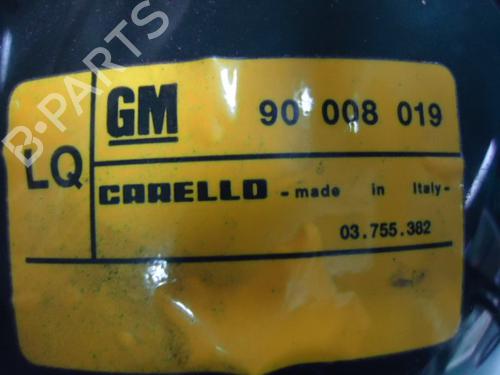 B-PARTS
GM 90 008 019
LQ
CARELLO - made in Italy -
03.755.382